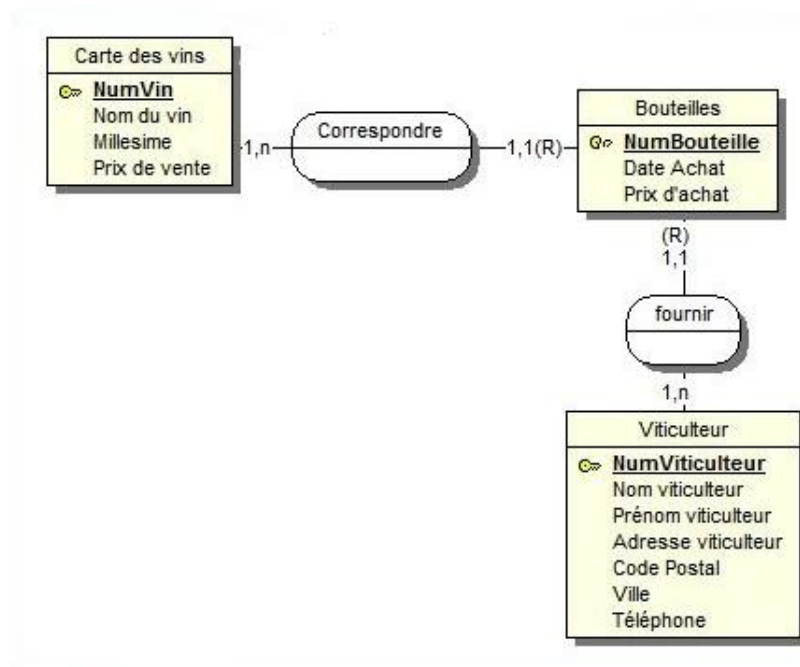 Carte des vins
NumVin
Nom du vin
Millesime
Prix de vente
1,n
Correspondre
1,1(R)
Bouteilles
NumBouteille
Date Achat
Prix d'achat
(R)
1,1
fournir
1,n
Viticulteur
NumViticulteur
Nom viticulteur
Prénom viticulteur
Adresse viticulteur
Code Postal
Ville
Téléphone